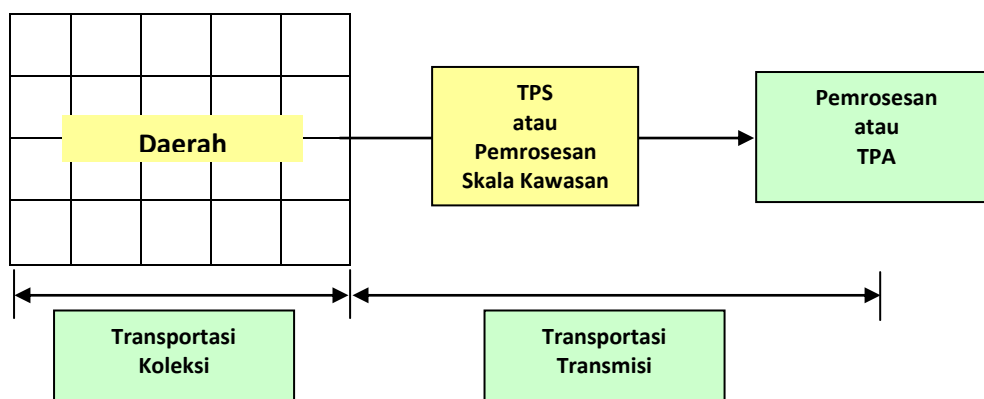 Daerah
TPS
atau
Pemrosesan
Skala Kawasan
Pemrosesan
atau
TPA
Transportasi
Koleksi
Transportasi
Transmisi